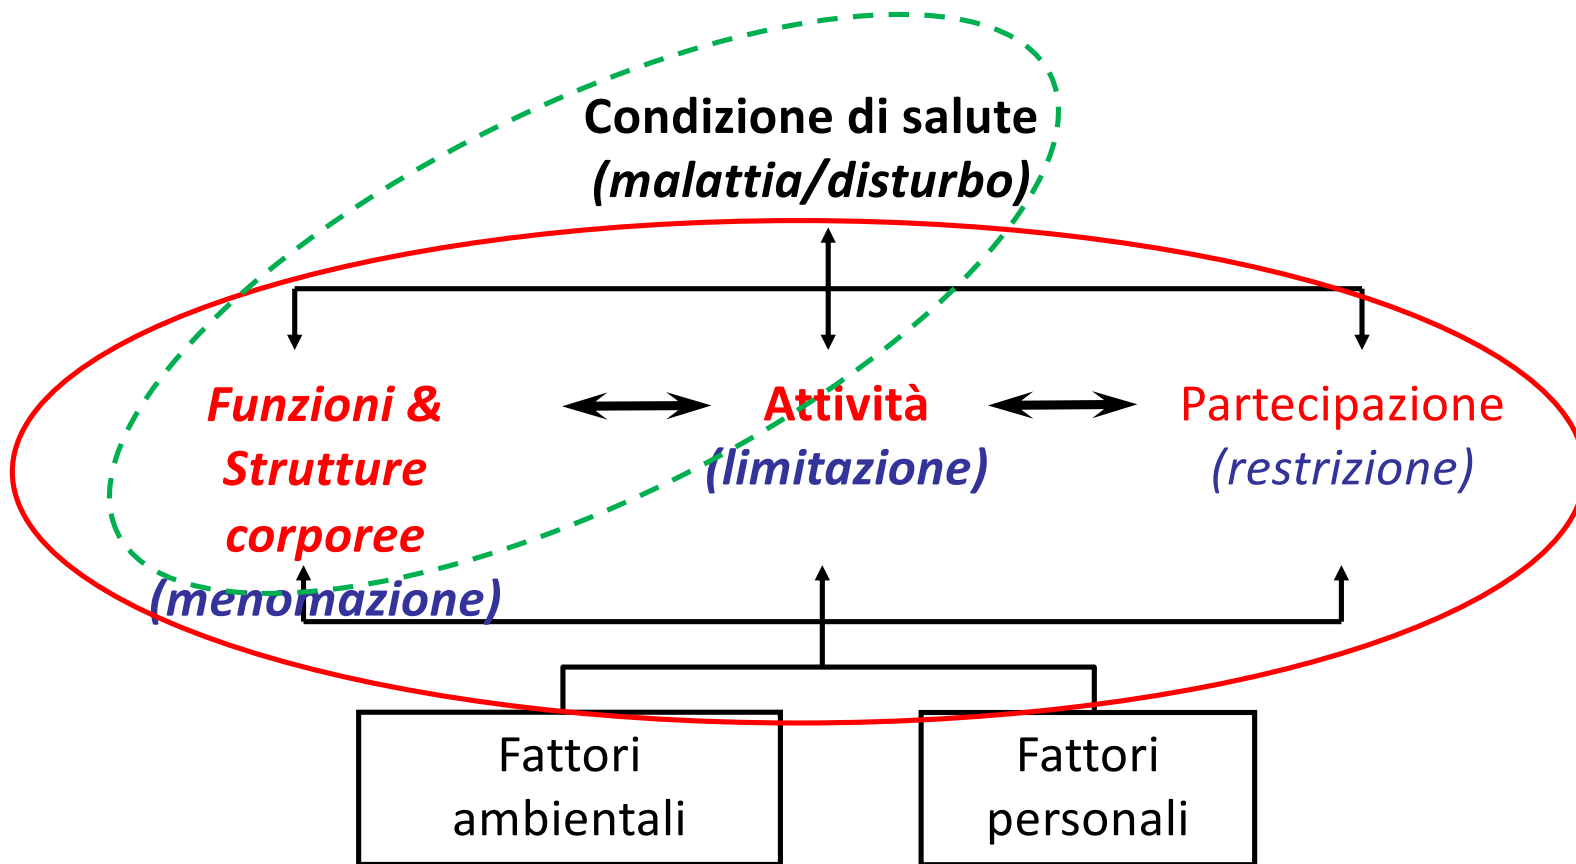 Condizione di salute
(malattia/disturbo)
Funzioni &
Strutture
corporee
(menomazione)
Attività
(limitazione)
Partecipazione
(restrizione)
Fattori
ambientali
Fattori
personali